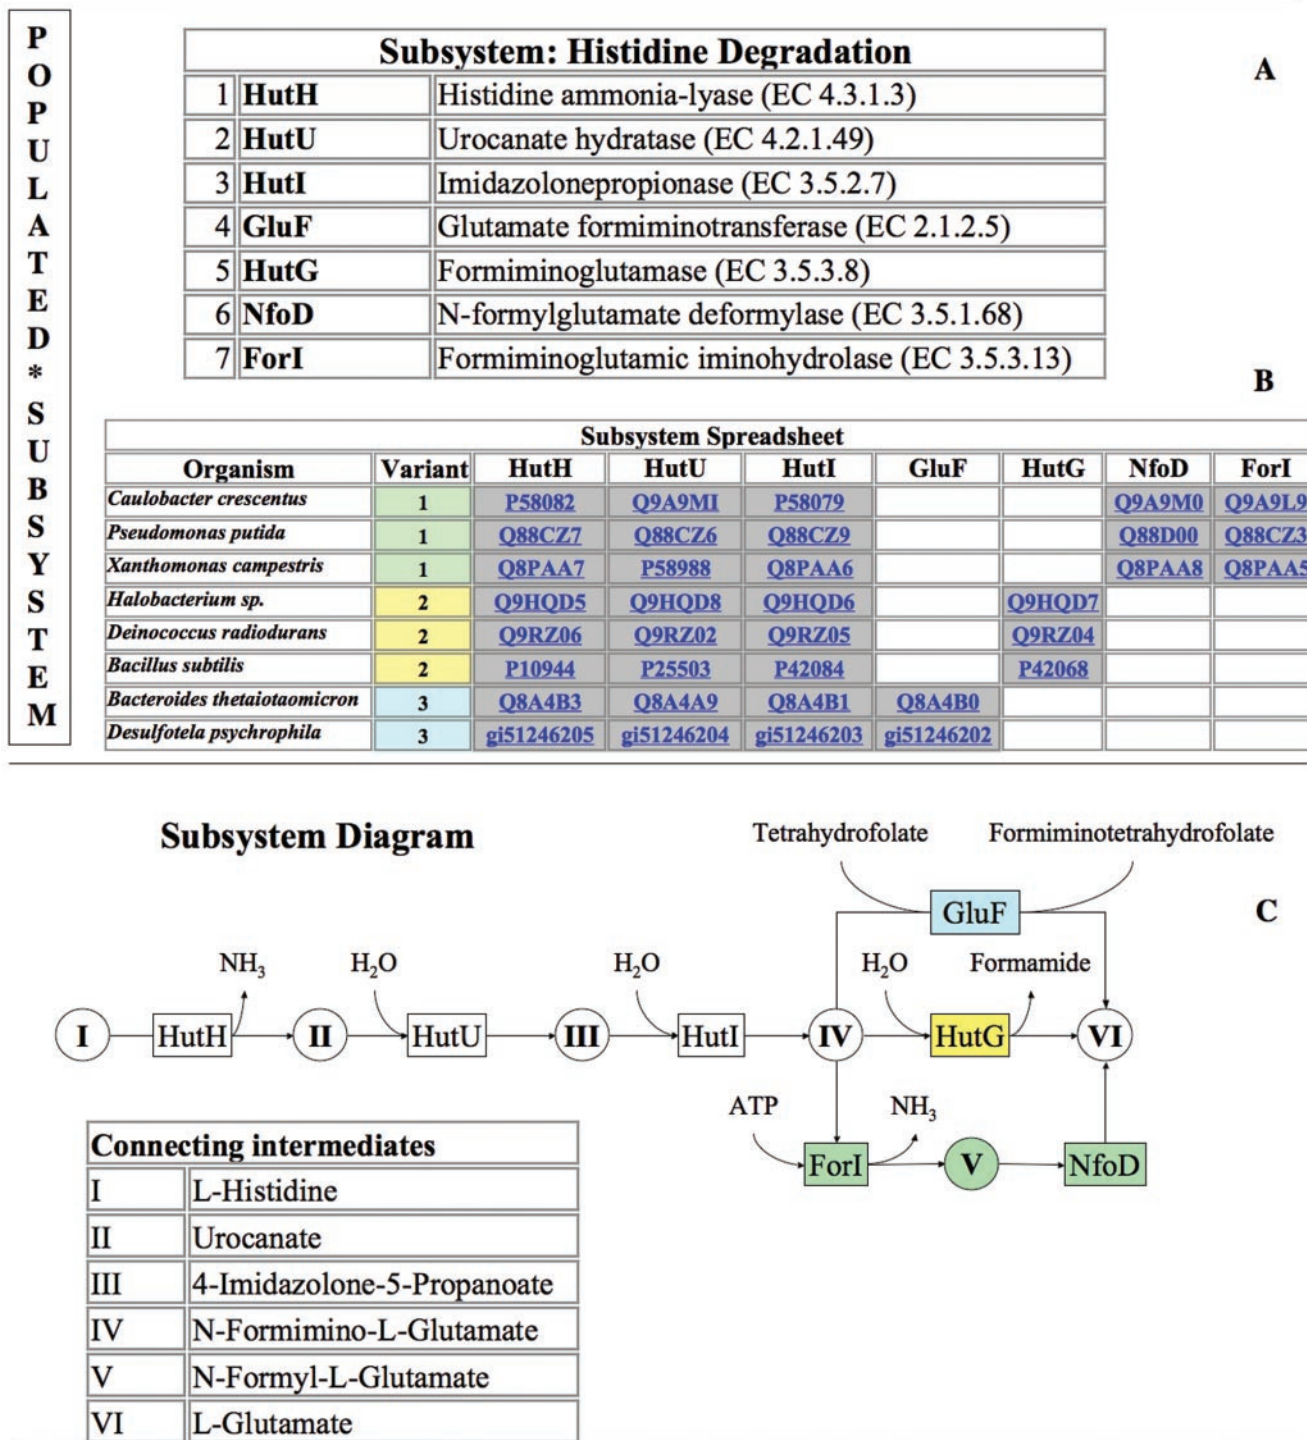 POPULATED*SUBSYSTEM
Subsystem: Histidine Degradation
A
1 HutH Histidine ammonia-lyase (EC 4.3.1.3)
2 HutU Urocanate hydratase (EC 4.2.1.49)
3 HutI Imidazolonepropionase (EC 3.5.2.7)
4 GluF Glutamate formiminotransferase (EC 2.1.2.5)
5 HutG Formiminoglutamase (EC 3.5.3.8)
6 NfoD N-formylglutamate deformylase (EC 3.5.1.68)
7 ForI Formiminoglutamic iminohydrolase (EC 3.5.3.13)
B
Subsystem Spreadsheet
Organism Variant HutH HutU HutI GluF HutG NfoD ForI
Caulobacter crescentus 1 P58082 Q9A9MI P58079 Q9A9M0 Q9A9L9
Pseudomonas putida 1 Q88CZ7 Q88CZ6 Q88CZ9 Q88D00 Q88CZ3
Xanthomonas campestris 1 Q8PAA7 P58988 Q8PAA6 Q8PAA8 Q8PAA5
Halobacterium sp. 2 Q9HQD5 Q9HQD8 Q9HQD6 Q9HQD7
Deinococcus radiodurans 2 Q9RZ06 Q9RZ02 Q9RZ05 Q9RZ04
Bacillus subtilis 2 P10944 P25503 P42084 P42068
Bacteroides thetaiotaomicron 3 Q8A4B3 Q8A4A9 Q8A4B1 Q8A4B0
Desulfotela psychrophila 3 gi51246205 gi51246204 gi51246203 gi51246202
Subsystem Diagram
Tetrahydrofolate Formiminotetrahydrofolate
GluF
C
NH3 H2O H2O H2O Formamide
I HutH II HutU III HutI IV HutG VI
ATP NH3
ForI V NfoD
Connecting intermediates
I L-Histidine
II Urocanate
III 4-Imidazolone-5-Propanoate
IV N-Formimino-L-Glutamate
V N-Formyl-L-Glutamate
VI L-Glutamate